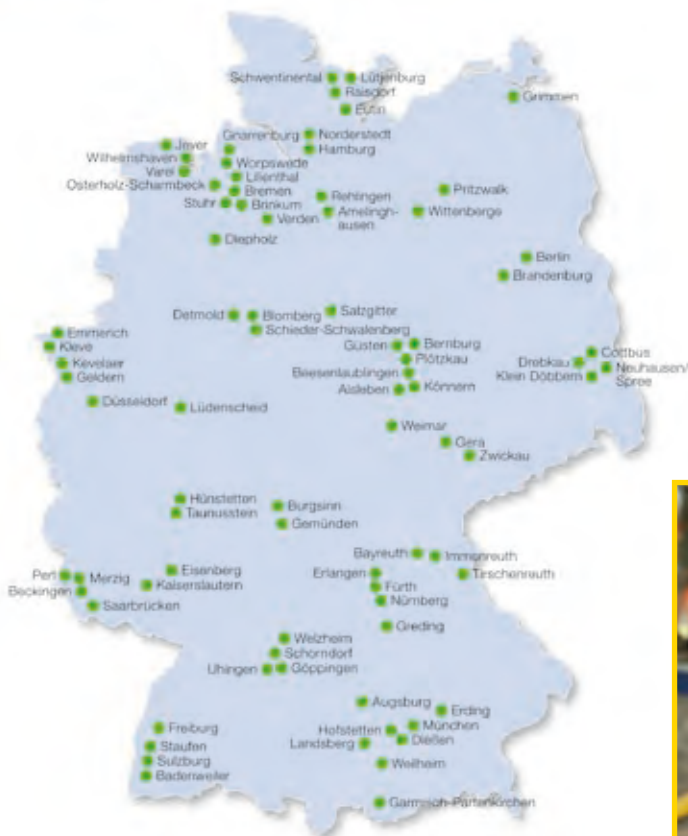 Schwentinental
Lütjenburg
Raisdorf
Eutin
Grimmen
Jever
Gnarrenburg
Norderstedt
Wilhelmshaven
Hamburg
Varel
Worpswede
Osterholz-Scharmbeck
Lilienthal
Bremen
Stuhr
Brinkum
Rehlingen
Pritzwalk
Verden
Amelingh-
ausen
Wittenberge
Diepholz
Berlin
Brandenburg
Detmold
Blomberg
Salzgitter
Schieder-Schwalenberg
Emmerich
Kleve
Kevelaer
Geldern
Güsten
Bernburg
Plötzkau
Beesenlaublingen
Alsleben
Könnern
Cottbus
Drebkau
Neuhausen/
Spree
Klein Döbbern
Düsseldorf
Lüdenscheid
Weimar
Gera
Zwickau
Hünstetten
Taunusstein
Burgsinn
Gemünden
Bayreuth
Immenreuth
Perl
Merzig
Eisenberg
Erlangen
Tirschenreuth
Beckingen
Kaiserslautern
Fürth
Saarbrücken
Nürnberg
Greding
Welzheim
Schorndorf
Uhingen
Göppingen
Augsburg
Erding
Freiburg
Hofstetten
München
Staufen
Landsberg
Dießen
Sulzburg
Weilheim
Badenweiler
Garmisch-Partenkirchen